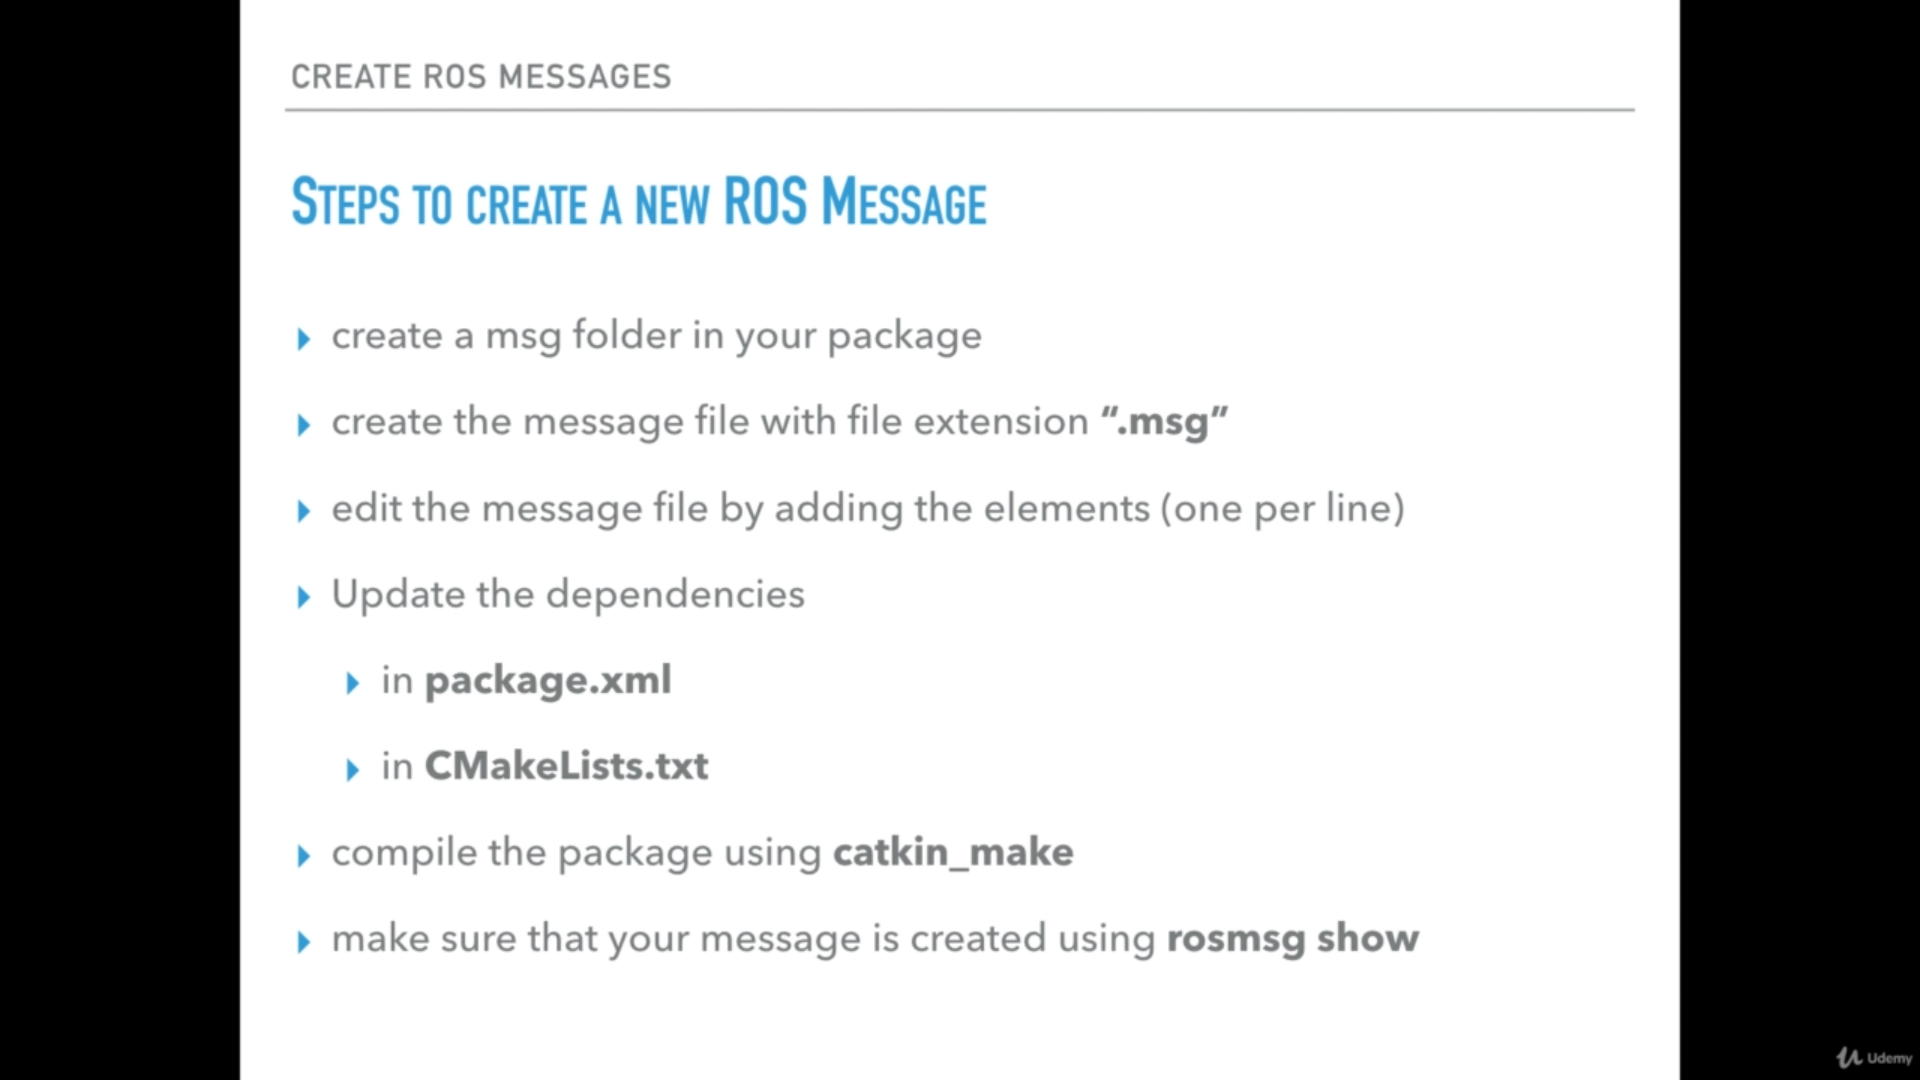 CREATE ROS MESSAGES
STEPS TO CREATE A NEW ROS MESSAGE
create a msg folder in your package
create the message file with file extension “.msg”
edit the message file by adding the elements (one per line)
Update the dependencies
in package.xml
in CMakeLists.txt
compile the package using catkin_make
make sure that your message is created using rosmsg show
Udemy